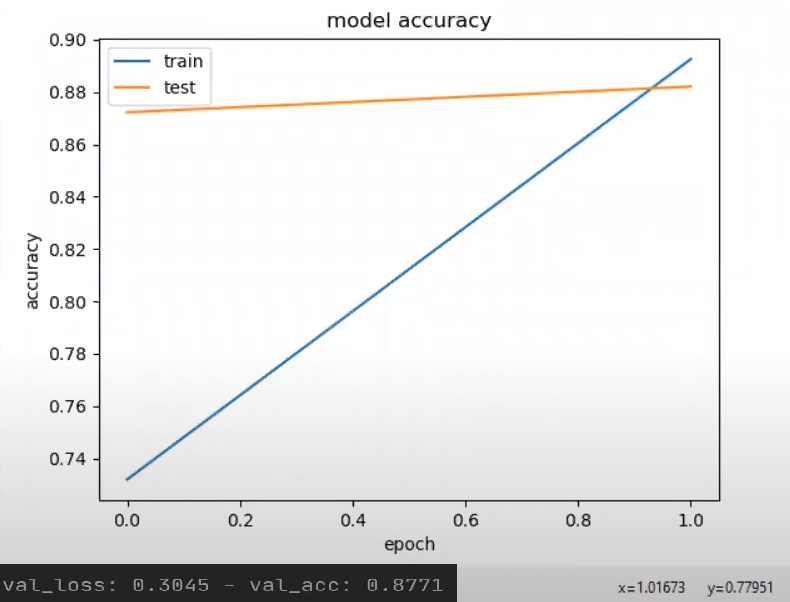 model accuracy
0.90
0.88
0.86
0.84
0.82
0.80
0.78
0.76
0.74
train
test
accuracy
0.0 0.2 0.4 0.6 0.8 1.0
epoch
val_loss: 0.3045 - val_acc: 0.8771
x=1.01673 y=0.77951